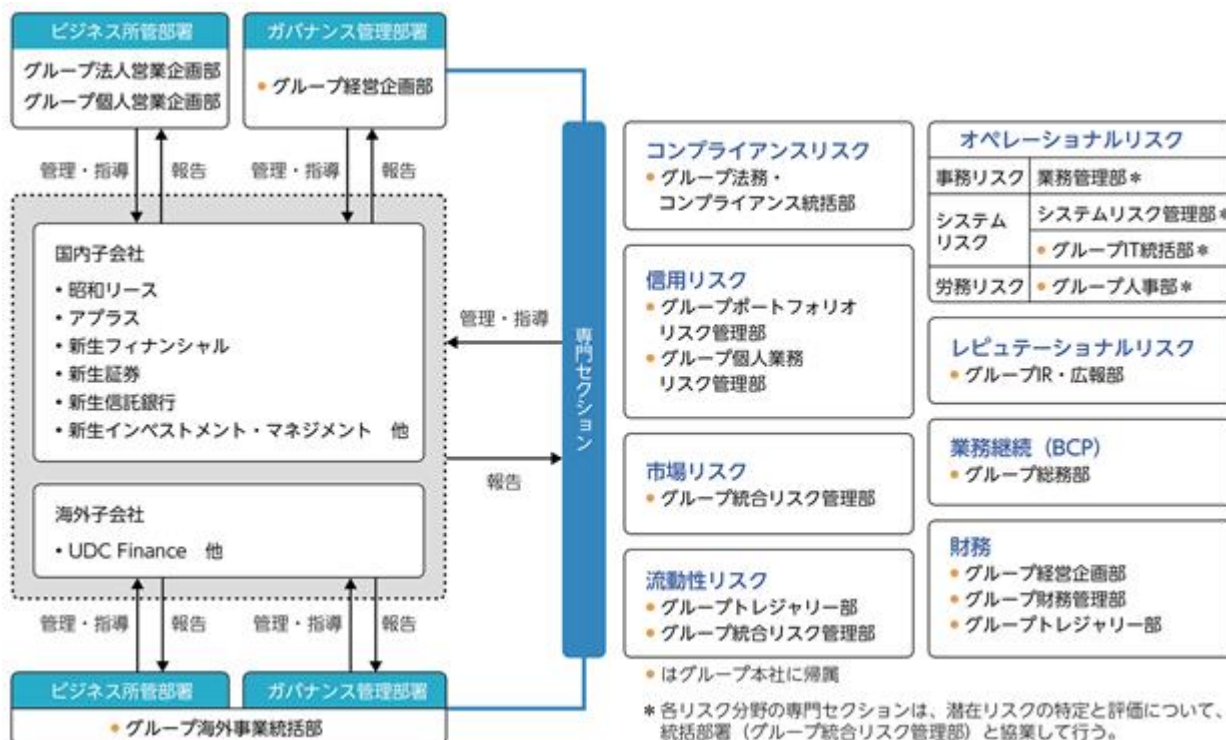 ビジネス所管部署
グループ法人営業企画部
グループ個人営業企画部
ガバナンス管理部署
● グループ経営企画部
管理・指導
報告
管理・指導
報告
国内子会社
• 昭和リース
• アプラス
• 新生フィナンシャル
• 新生証券
• 新生信託銀行
• 新生インベストメント・マネジメント 他
海外子会社
• UDC Finance 他
管理・指導
報告
管理・指導
報告
ビジネス所管部署
ガバナンス管理部署
● グループ海外事業統括部
管理・指導
報告
専門セクション
コンプライアンスリスク
● グループ法務・
コンプライアンス統括部
信用リスク
● グループポートフォリオ
リスク管理部
● グループ個人業務
リスク管理部
市場リスク
● グループ統合リスク管理部
流動性リスク
● グループトレジャリー部
● グループ統合リスク管理部
オペレーショナルリスク
事務リスク 業務管理部*
システム
リスク
システムリスク管理部*
● グループIT統括部*
労務リスク ● グループ人事部*
レピュテーショナルリスク
● グループIR・広報部
業務継続（BCP）
● グループ総務部
財務
● グループ経営企画部
● グループ財務管理部
● グループトレジャリー部
● はグループ本社に帰属
* 各リスク分野の専門セクションは、潜在リスクの特定と評価について、
統括部署（グループ統合リスク管理部）と協業して行う。